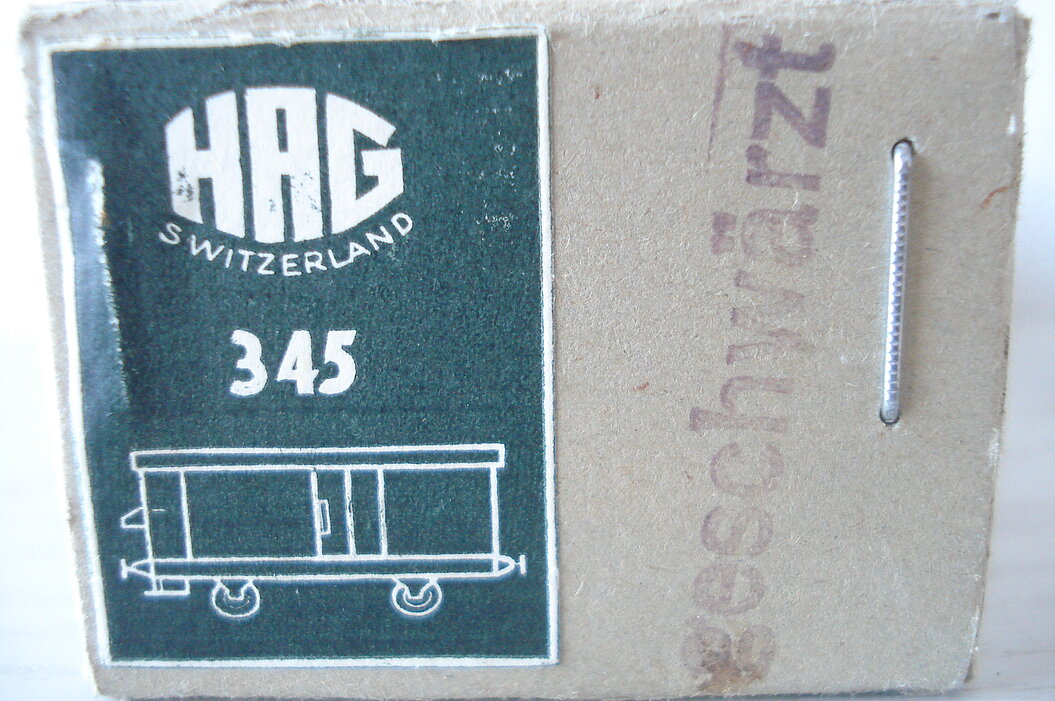 HAG
SWITZERLAND
345
geschwärzt